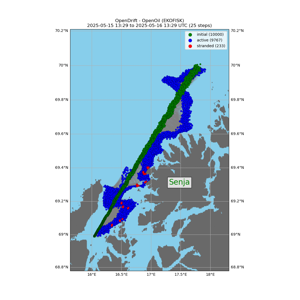 OpenDrift - OpenOil (EKOFISK)
2025-05-15 13:29 to 2025-05-16 13:29 UTC (25 steps)
70.2°N
70.2°N
initial (10000)
active (9767)
stranded (233)
70°N
70°N
69.8°N
69.8°N
69.6°N
69.6°N
69.4°N
69.4°N
Senja
69.2°N
69.2°N
69°N
69°N
68.8°N
68.8°N
16°E
16.5°E
17°E
17.5°E
18°E